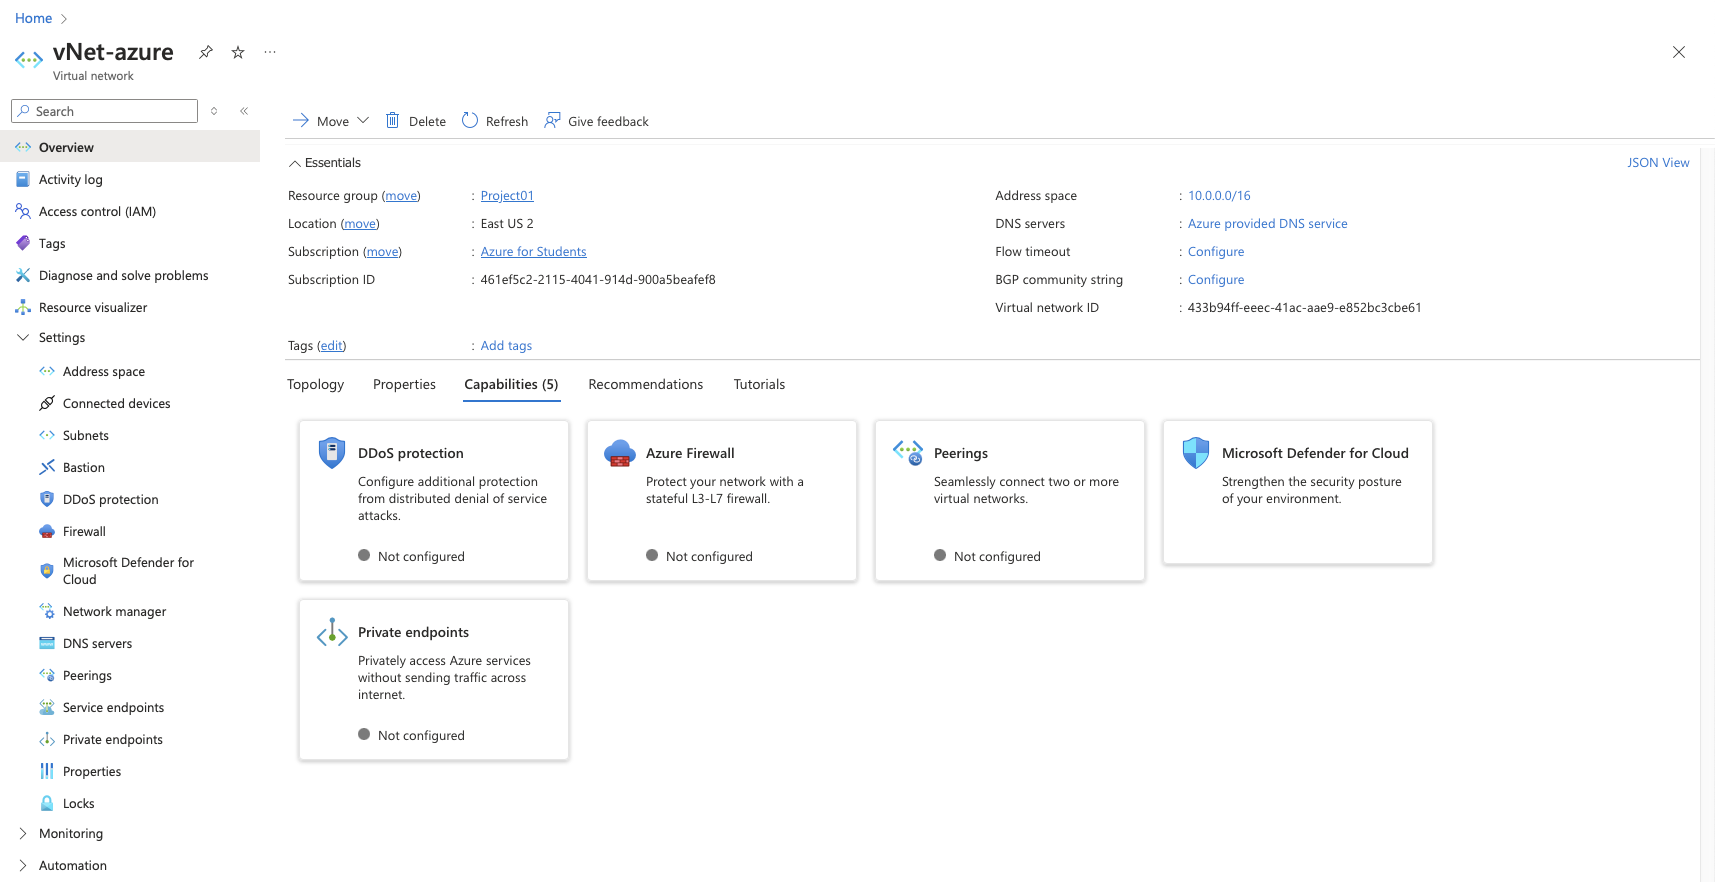 Home
vNet-azure
Virtual network
Search
Overview
Activity log
Access control (IAM)
Tags
Diagnose and solve problems
Resource visualizer
Settings
Address space
Connected devices
Subnets
Bastion
DDoS protection
Firewall
Microsoft Defender for
Cloud
Network manager
DNS servers
Peerings
Service endpoints
Private endpoints
Properties
Locks
Monitoring
Automation
Move
Delete
Refresh
Give feedback
Essentials
JSON View
Resource group (move) : Project01
Location (move) : East US 2
Subscription (move) : Azure for Students
Subscription ID : 461ef5c2-2115-4041-914d-900a5beafef8
Address space : 10.0.0.0/16
DNS servers : Azure provided DNS service
Flow timeout : Configure
BGP community string : Configure
Virtual network ID : 433b94ff-eeec-41ac-aae9-e852bc3cbe61
Tags (edit) : Add tags
Topology
Properties
Capabilities (5)
Recommendations
Tutorials
DDoS protection
Configure additional protection
from distributed denial of service
attacks.
Not configured
Azure Firewall
Protect your network with a
stateful L3-L7 firewall.
Not configured
Peerings
Seamlessly connect two or more
virtual networks.
Not configured
Microsoft Defender for Cloud
Strengthen the security posture
of your environment.
Private endpoints
Privately access Azure services
without sending traffic across
internet.
Not configured